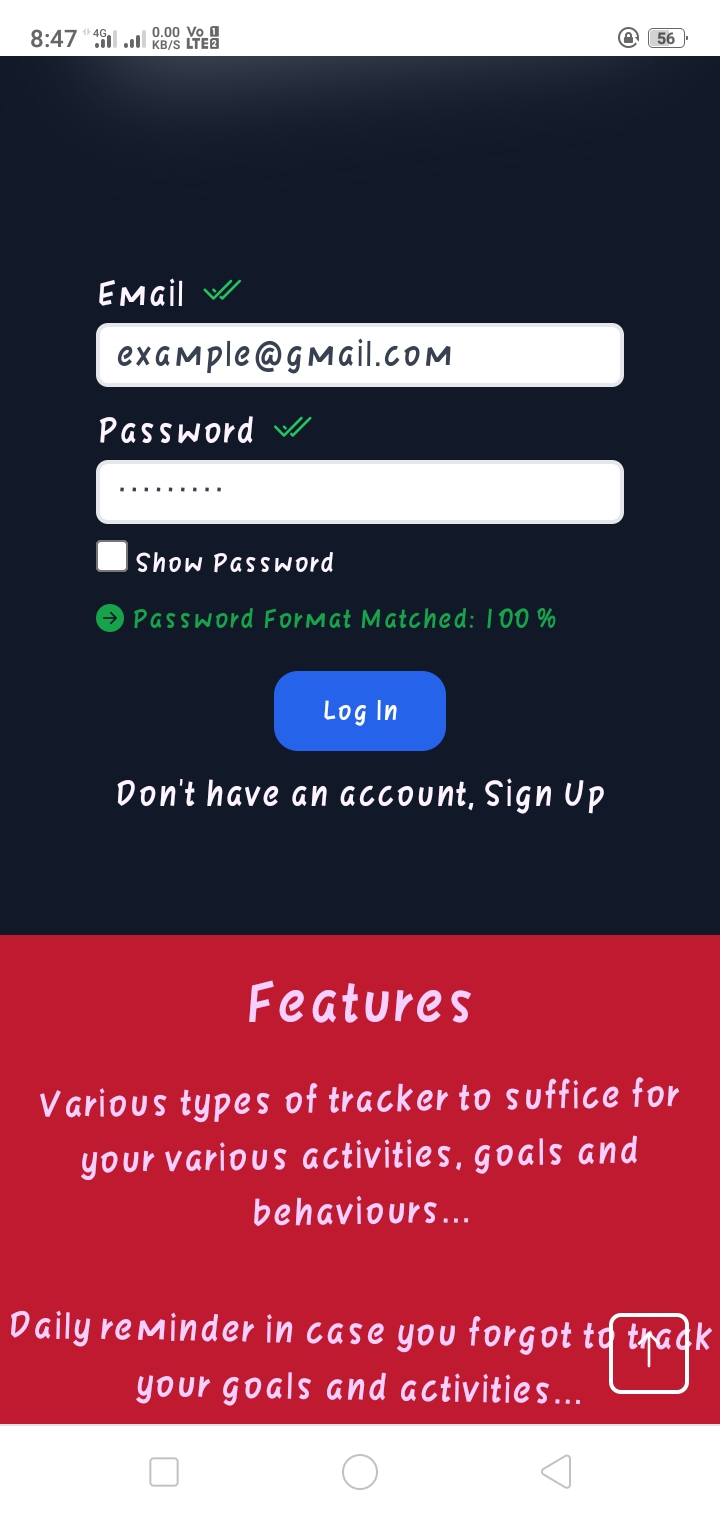 8:47 4G 0.00 KB/S Vo LTE 1 2 56
Email
example@gmail.com
Password
·········
Show Password
Password Format Matched: 100 %
Log In
Don't have an account, Sign Up
Features
Various types of tracker to suffice for
your various activities, goals and
behaviours...
Daily reminder in case you forgot to track
your goals and activities...